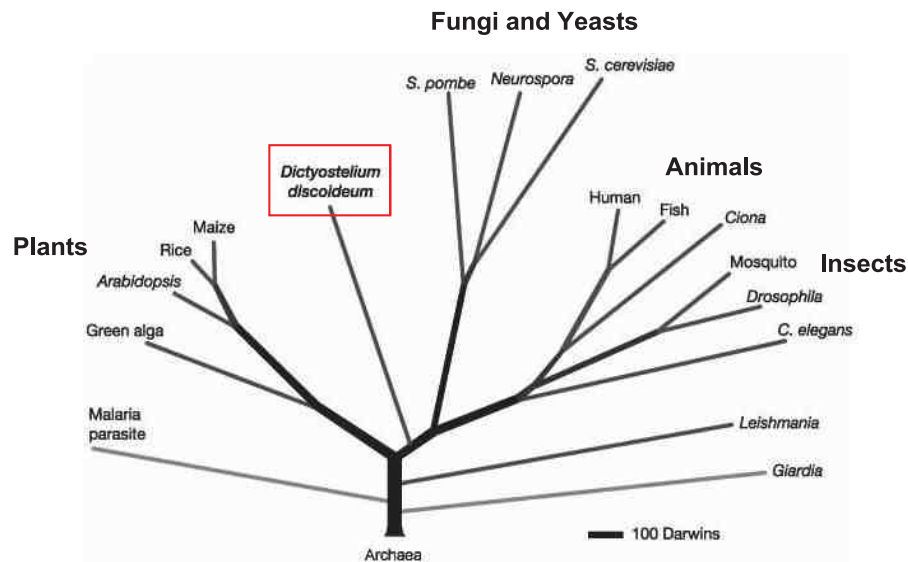 Fungi and Yeasts
S. pombe
Neurospora
S. cerevisiae
Dictyostelium
discoideum
Animals
Human
Fish
Ciona
Plants
Maize
Rice
Arabidopsis
Green alga
Mosquito
Insects
Drosophila
C. elegans
Malaria
parasite
Leishmania
Giardia
100 Darwins
Archaea